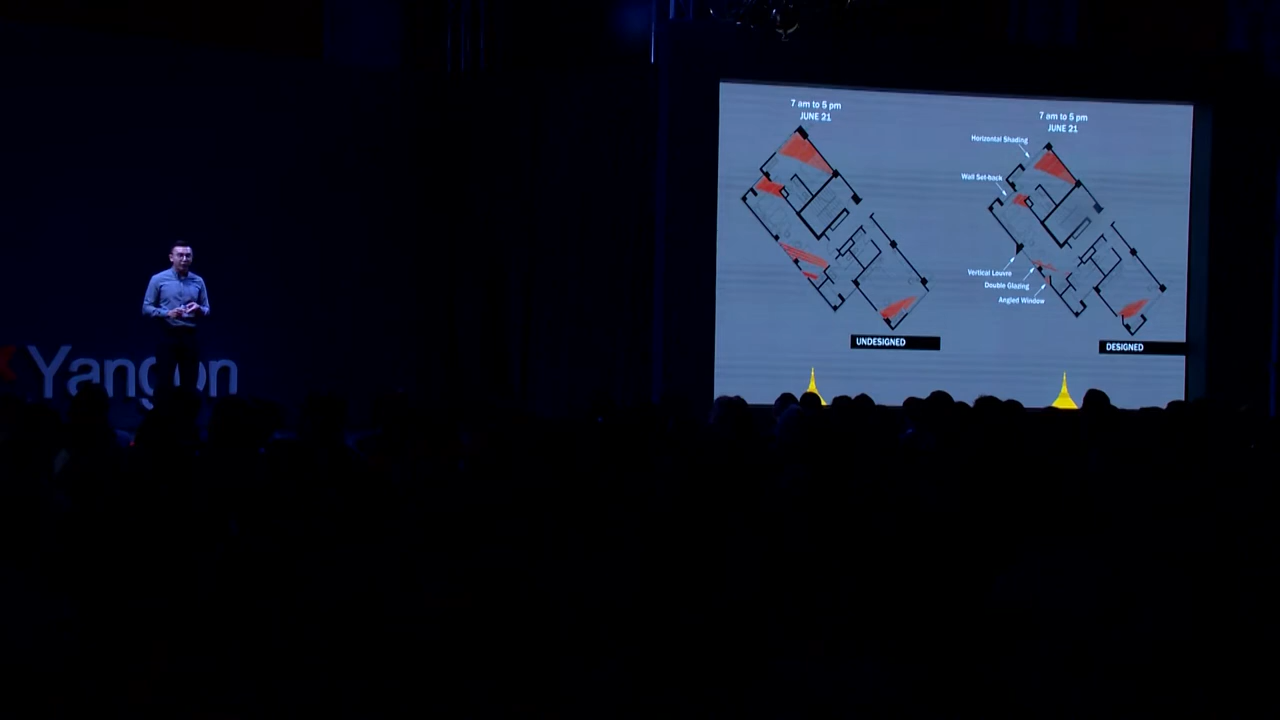 x Yangon
7 am to 5 pm
JUNE 21
UNDESIGNED
7 am to 5 pm
JUNE 21
Horizontal Shading
Wall Set-back
Vertical Louvre
Double Glazing
Angled Window
DESIGNED